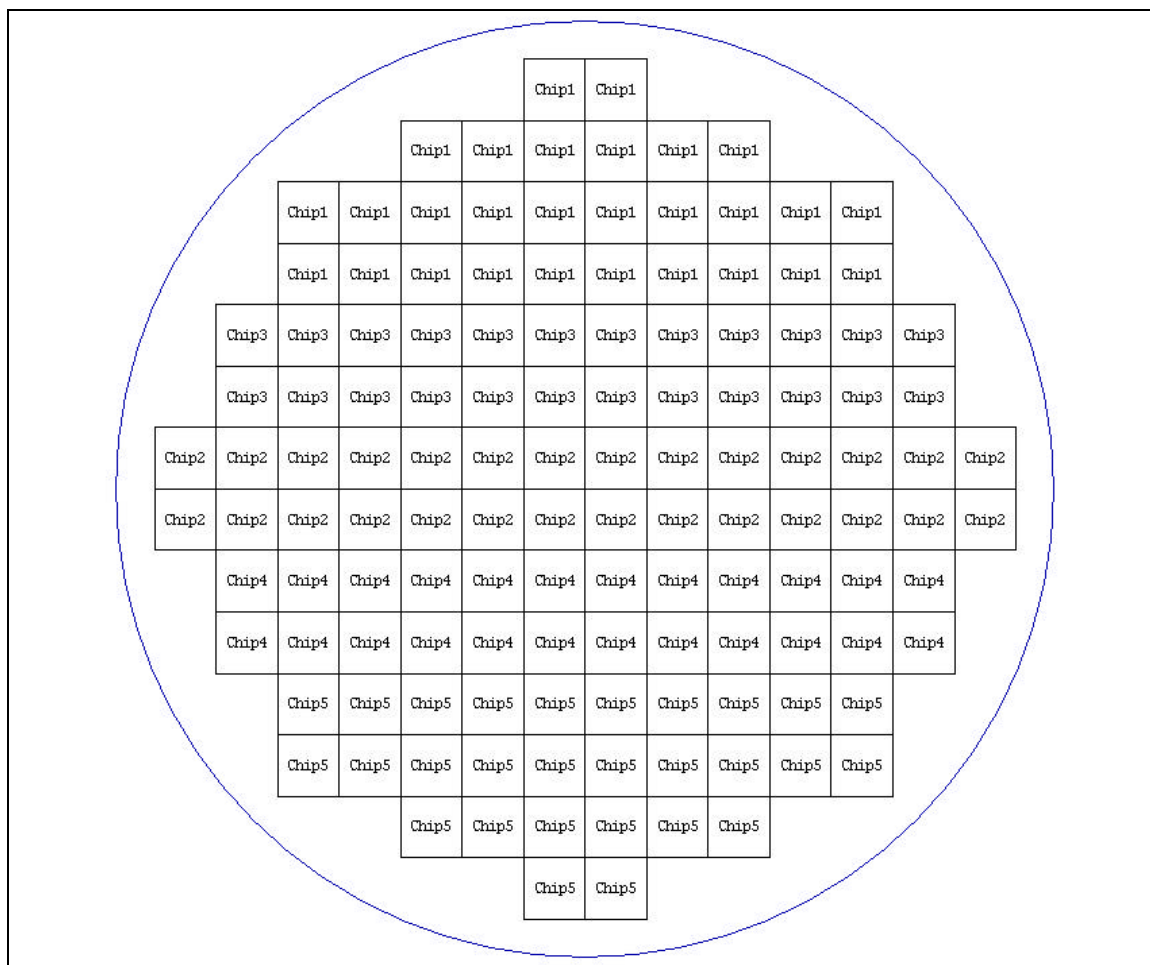 Chip1 Chip1
Chip1 Chip1 Chip1 Chip1 Chip1 Chip1
Chip1 Chip1 Chip1 Chip1 Chip1 Chip1 Chip1 Chip1 Chip1 Chip1
Chip1 Chip1 Chip1 Chip1 Chip1 Chip1 Chip1 Chip1 Chip1 Chip1
Chip3 Chip3 Chip3 Chip3 Chip3 Chip3 Chip3 Chip3 Chip3 Chip3 Chip3 Chip3
Chip3 Chip3 Chip3 Chip3 Chip3 Chip3 Chip3 Chip3 Chip3 Chip3 Chip3 Chip3
Chip2 Chip2 Chip2 Chip2 Chip2 Chip2 Chip2 Chip2 Chip2 Chip2 Chip2 Chip2 Chip2 Chip2
Chip2 Chip2 Chip2 Chip2 Chip2 Chip2 Chip2 Chip2 Chip2 Chip2 Chip2 Chip2 Chip2 Chip2
Chip4 Chip4 Chip4 Chip4 Chip4 Chip4 Chip4 Chip4 Chip4 Chip4 Chip4 Chip4
Chip4 Chip4 Chip4 Chip4 Chip4 Chip4 Chip4 Chip4 Chip4 Chip4 Chip4 Chip4
Chip5 Chip5 Chip5 Chip5 Chip5 Chip5 Chip5 Chip5 Chip5 Chip5
Chip5 Chip5 Chip5 Chip5 Chip5 Chip5 Chip5 Chip5 Chip5 Chip5
Chip5 Chip5 Chip5 Chip5 Chip5 Chip5
Chip5 Chip5